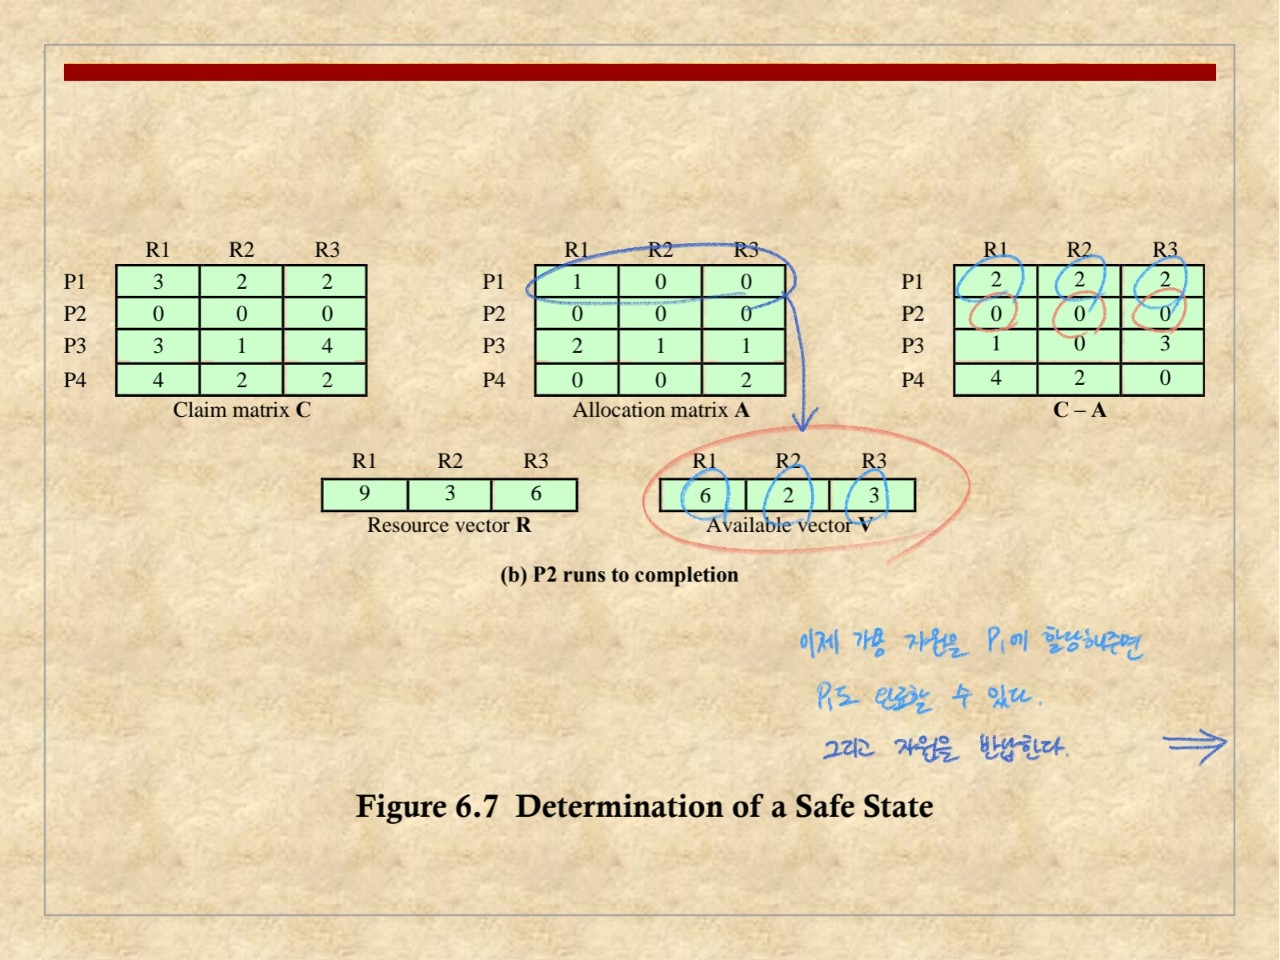 R1 R2 R3
P1 3 2 2
P2 0 0 0
P3 3 1 4
P4 4 2 2
Claim matrix C
R1 R2 R3
P1 1 0 0
P2 0 0 0
P3 2 1 1
P4 0 0 2
Allocation matrix A
R1 R2 R3
P1 2 2 2
P2 0 0 0
P3 1 0 3
P4 4 2 0
C – A
R1 R2 R3
9 3 6
Resource vector R
R1 R2 R3
6 2 3
Available vector V
(b) P2 runs to completion
이제 가용 자원을 P1에 할당해주면
P1도 완료할 수 있다.
그리고 자원을 반납한다.
Figure 6.7 Determination of a Safe State